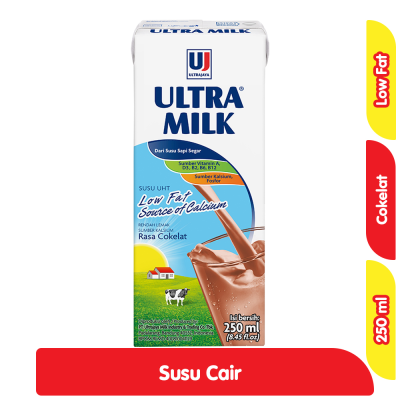 UJ
ULTRAJAYA
ULTRA® MILK
Dari Susu Sapi Segar
Sumber Vitamin A,
D3, B2, B6, B12
Sumber Kalsium,
Fosfor
SUSU UHT
Low Fat
Source of Calcium
RENDAH LEMAK
SUMBER KALSIUM
Rasa Cokelat
Isi bersih:
250 ml
(8.45 fl.oz)
Low Fat
Cokelat
250 ml
Susu Cair